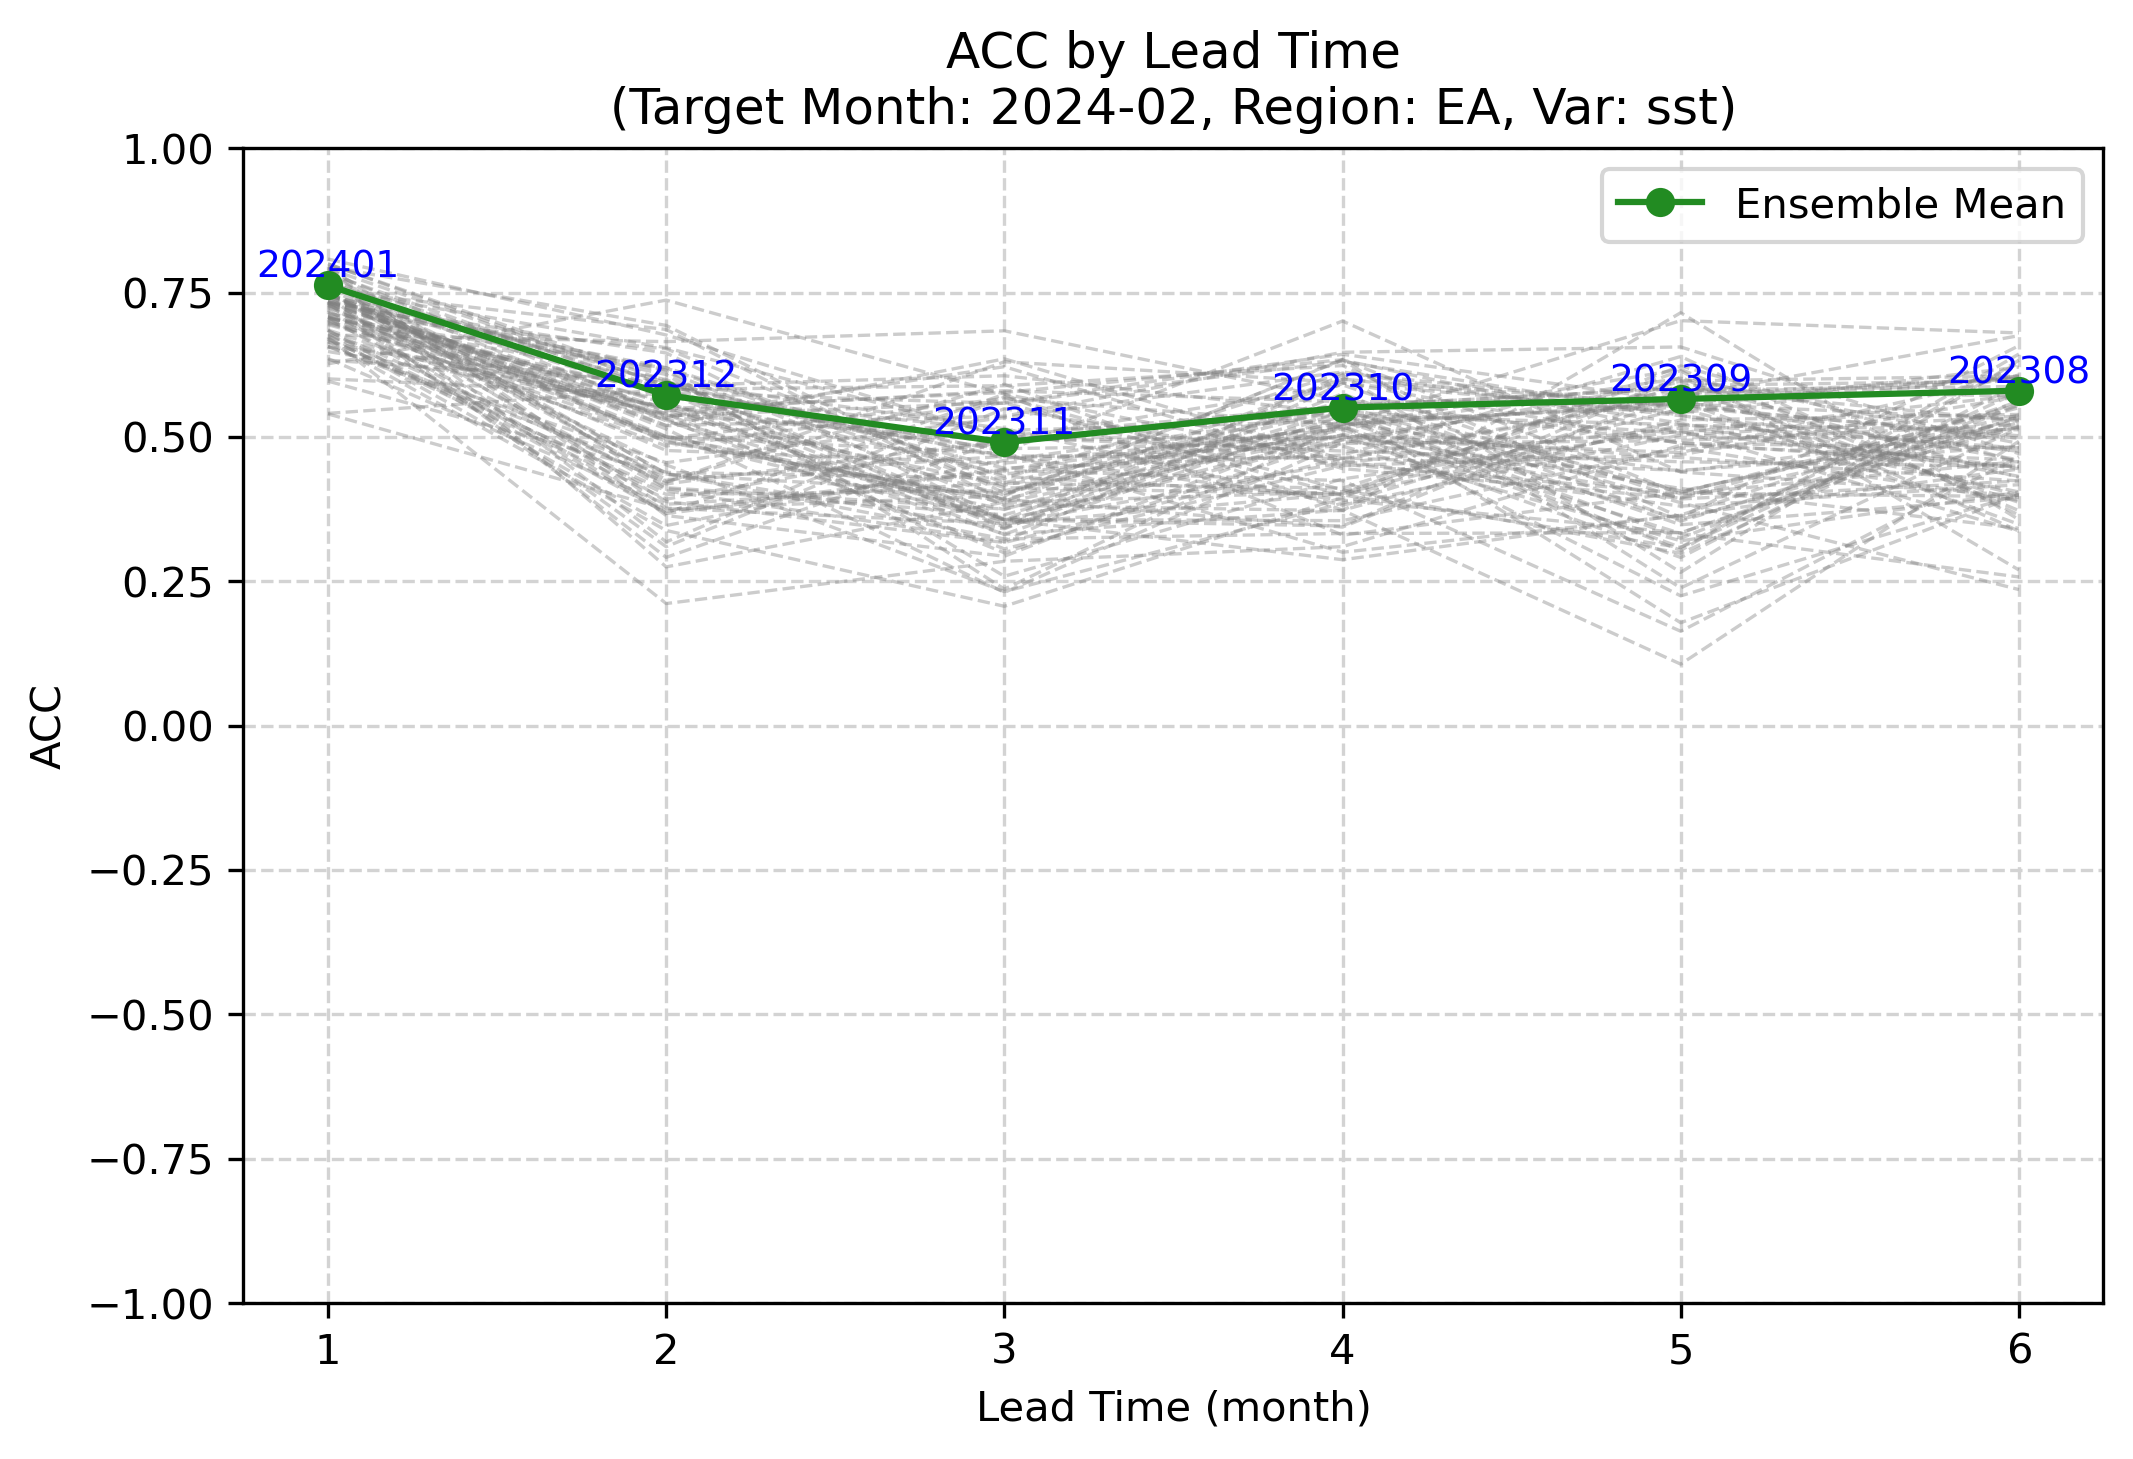 ACC by Lead Time
(Target Month: 2024-02, Region: EA, Var: sst)
Ensemble Mean
ACC
1.00
0.75
0.50
0.25
0.00
−0.25
−0.50
−0.75
−1.00
202401
202312
202311
202310
202309
202308
1 2 3 4 5 6
Lead Time (month)